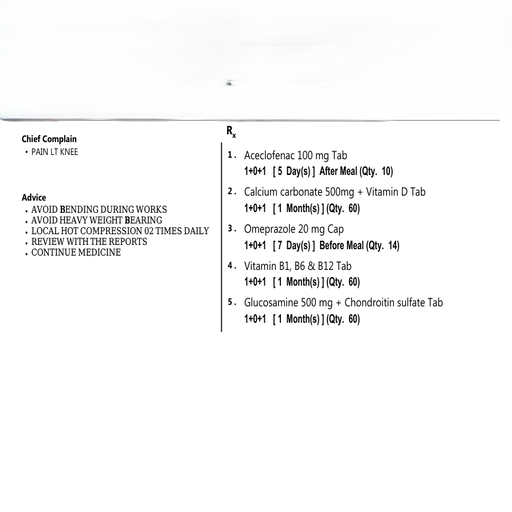 Chief Complain
• PAIN LT KNEE
Advice
• AVOID BENDING DURING WORKS
• AVOID HEAVY WEIGHT BEARING
• LOCAL HOT COMPRESSION 02 TIMES DAILY
• REVIEW WITH THE REPORTS
• CONTINUE MEDICINE
Rx
1. Aceclofenac 100 mg Tab
1+0+1 [ 5 Day(s) ] After Meal (Qty. 10)
2. Calcium carbonate 500mg + Vitamin D Tab
1+0+1 [ 1 Month(s) ] (Qty. 60)
3. Omeprazole 20 mg Cap
1+0+1 [ 7 Day(s) ] Before Meal (Qty. 14)
4. Vitamin B1, B6 & B12 Tab
1+0+1 [ 1 Month(s) ] (Qty. 60)
5. Glucosamine 500 mg + Chondroitin sulfate Tab
1+0+1 [ 1 Month(s) ] (Qty. 60)